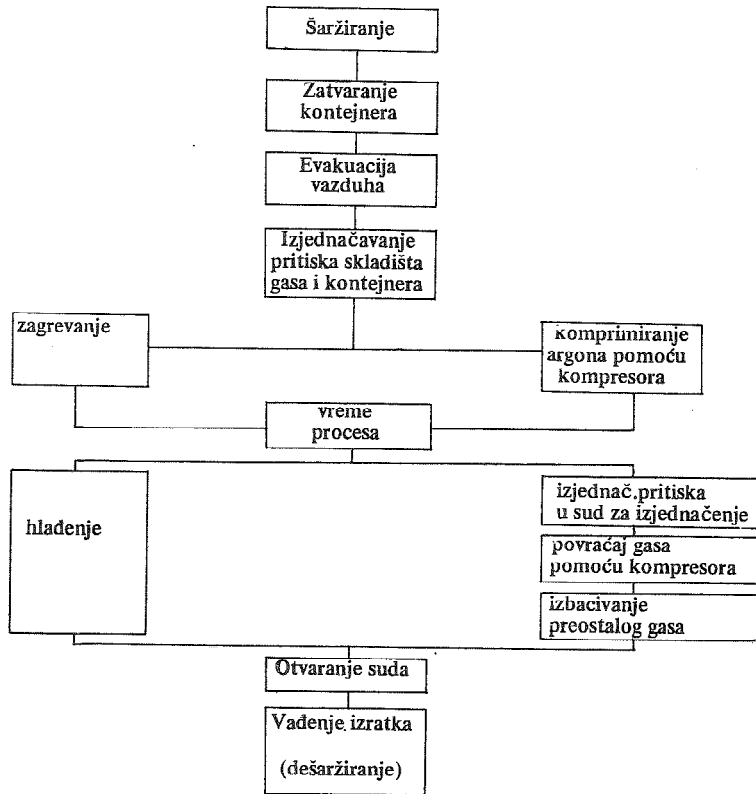 Šaržiranje
Zatvaranje
kontejnera
Evakuacija
vazduha
Izjednačavanje
pritiska skladišta
gasa i kontejnera
zagrevanje
komprimiranje
argona pomoću
kompresora
vreme
procesa
hlađenje
izjednač.pritiska
u sud za izjednačenje
povraćaj gasa
pomoću kompresora
izbacivanje
preostalog gasa
Otvaranje suda
Vađenje izratka
(dešaržiranje)